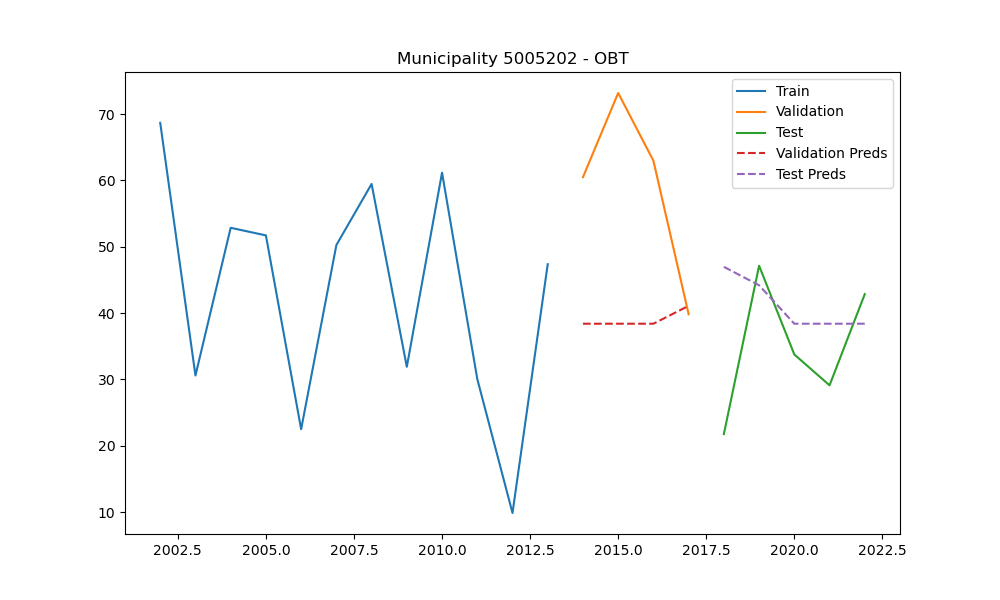 Municipality 5005202 - OBT
Train
Validation
Test
Validation Preds
Test Preds
70
60
50
40
30
20
10
2002.5 2005.0 2007.5 2010.0 2012.5 2015.0 2017.5 2020.0 2022.5